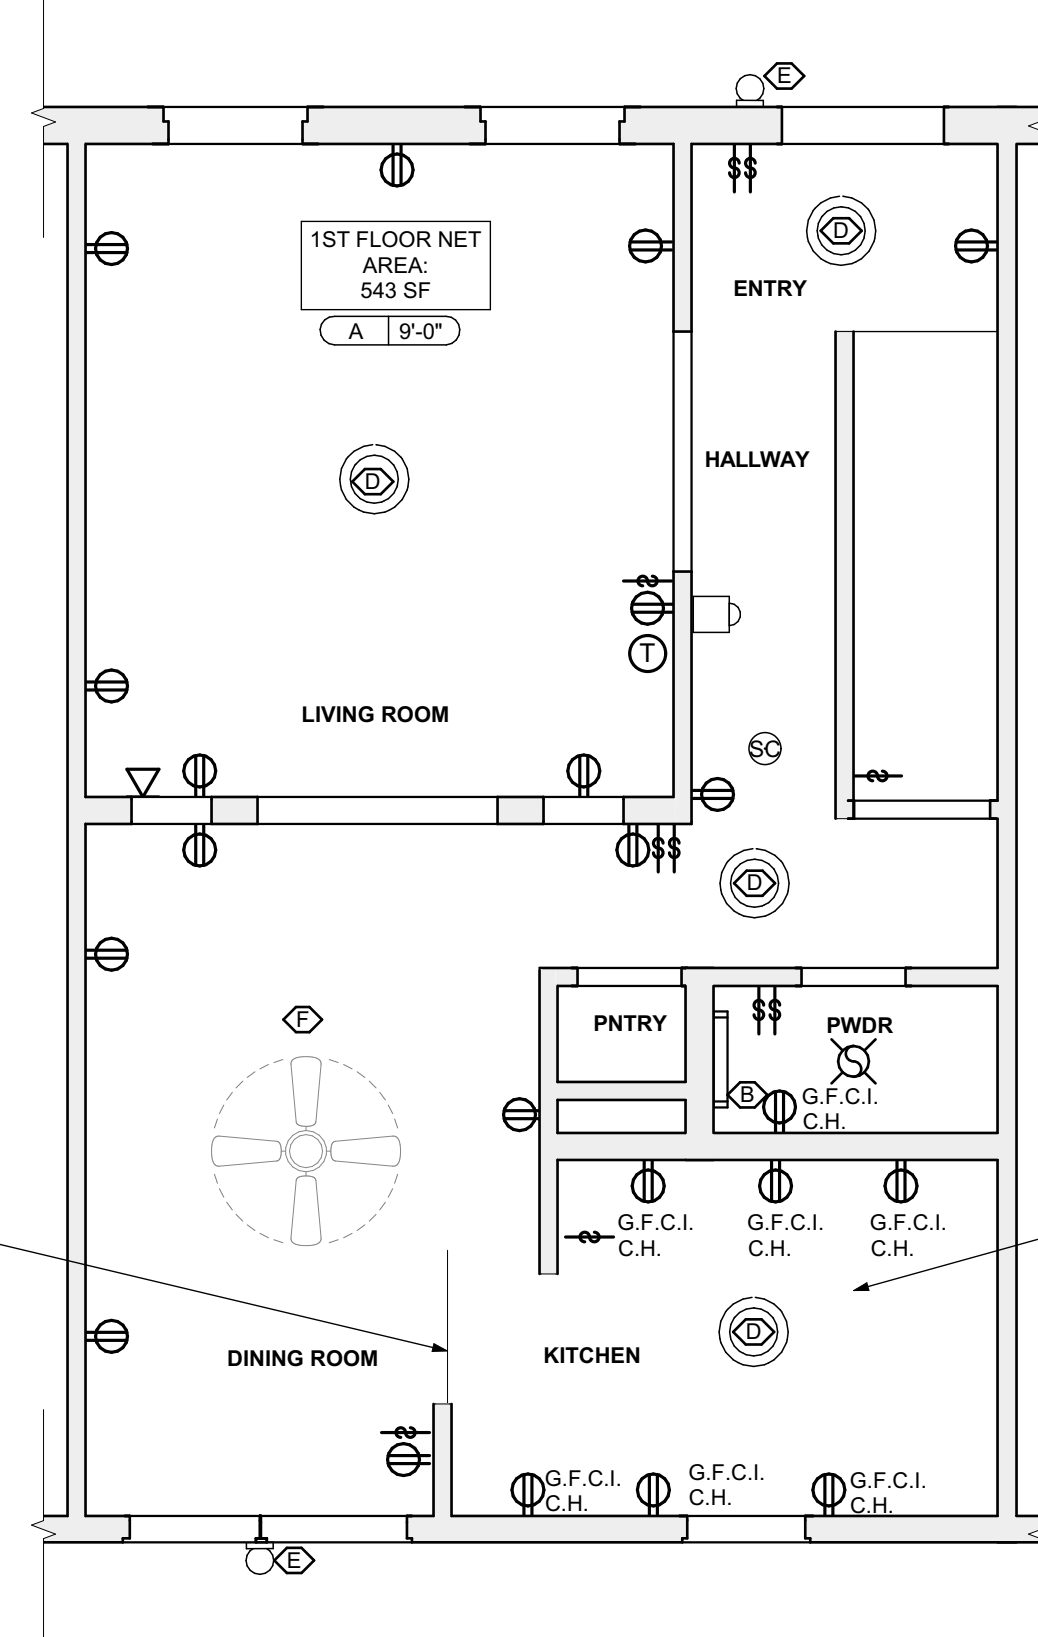 E
$$
1ST FLOOR NET
AREA:
543 SF
A 9'-0"
D
ENTRY
HALLWAY
D
$
T
LIVING ROOM
SC
$
$$
D
F
PNTRY
$$
PWDR
B
G.F.C.I.
C.H.
G.F.C.I.
C.H.
G.F.C.I.
C.H.
G.F.C.I.
C.H.
$
D
DINING ROOM
KITCHEN
$
G.F.C.I.
C.H.
G.F.C.I.
C.H.
G.F.C.I.
C.H.
E